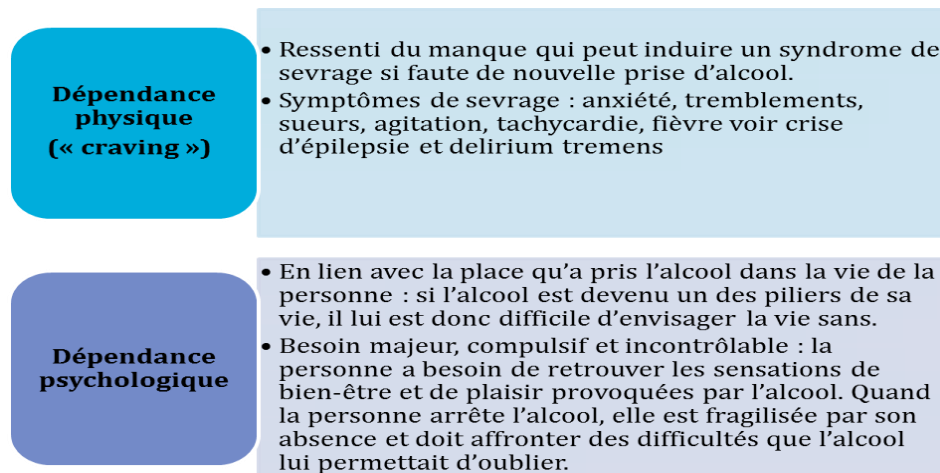 Dépendance
physique
(« craving »)
• Ressenti du manque qui peut induire un syndrome de
sevrage si faute de nouvelle prise d’alcool.
• Symptômes de sevrage : anxiété, tremblements,
sueurs, agitation, tachycardie, fièvre voir crise
d’épilepsie et delirium tremens
Dépendance
psychologique
• En lien avec la place qu’a pris l’alcool dans la vie de la
personne : si l’alcool est devenu un des piliers de sa
vie, il lui est donc difficile d’envisager la vie sans.
• Besoin majeur, compulsif et incontrôlable : la
personne a besoin de retrouver les sensations de
bien-être et de plaisir provoquées par l’alcool. Quand
la personne arrête l’alcool, elle est fragilisée par son
absence et doit affronter des difficultés que l’alcool
lui permettait d’oublier.